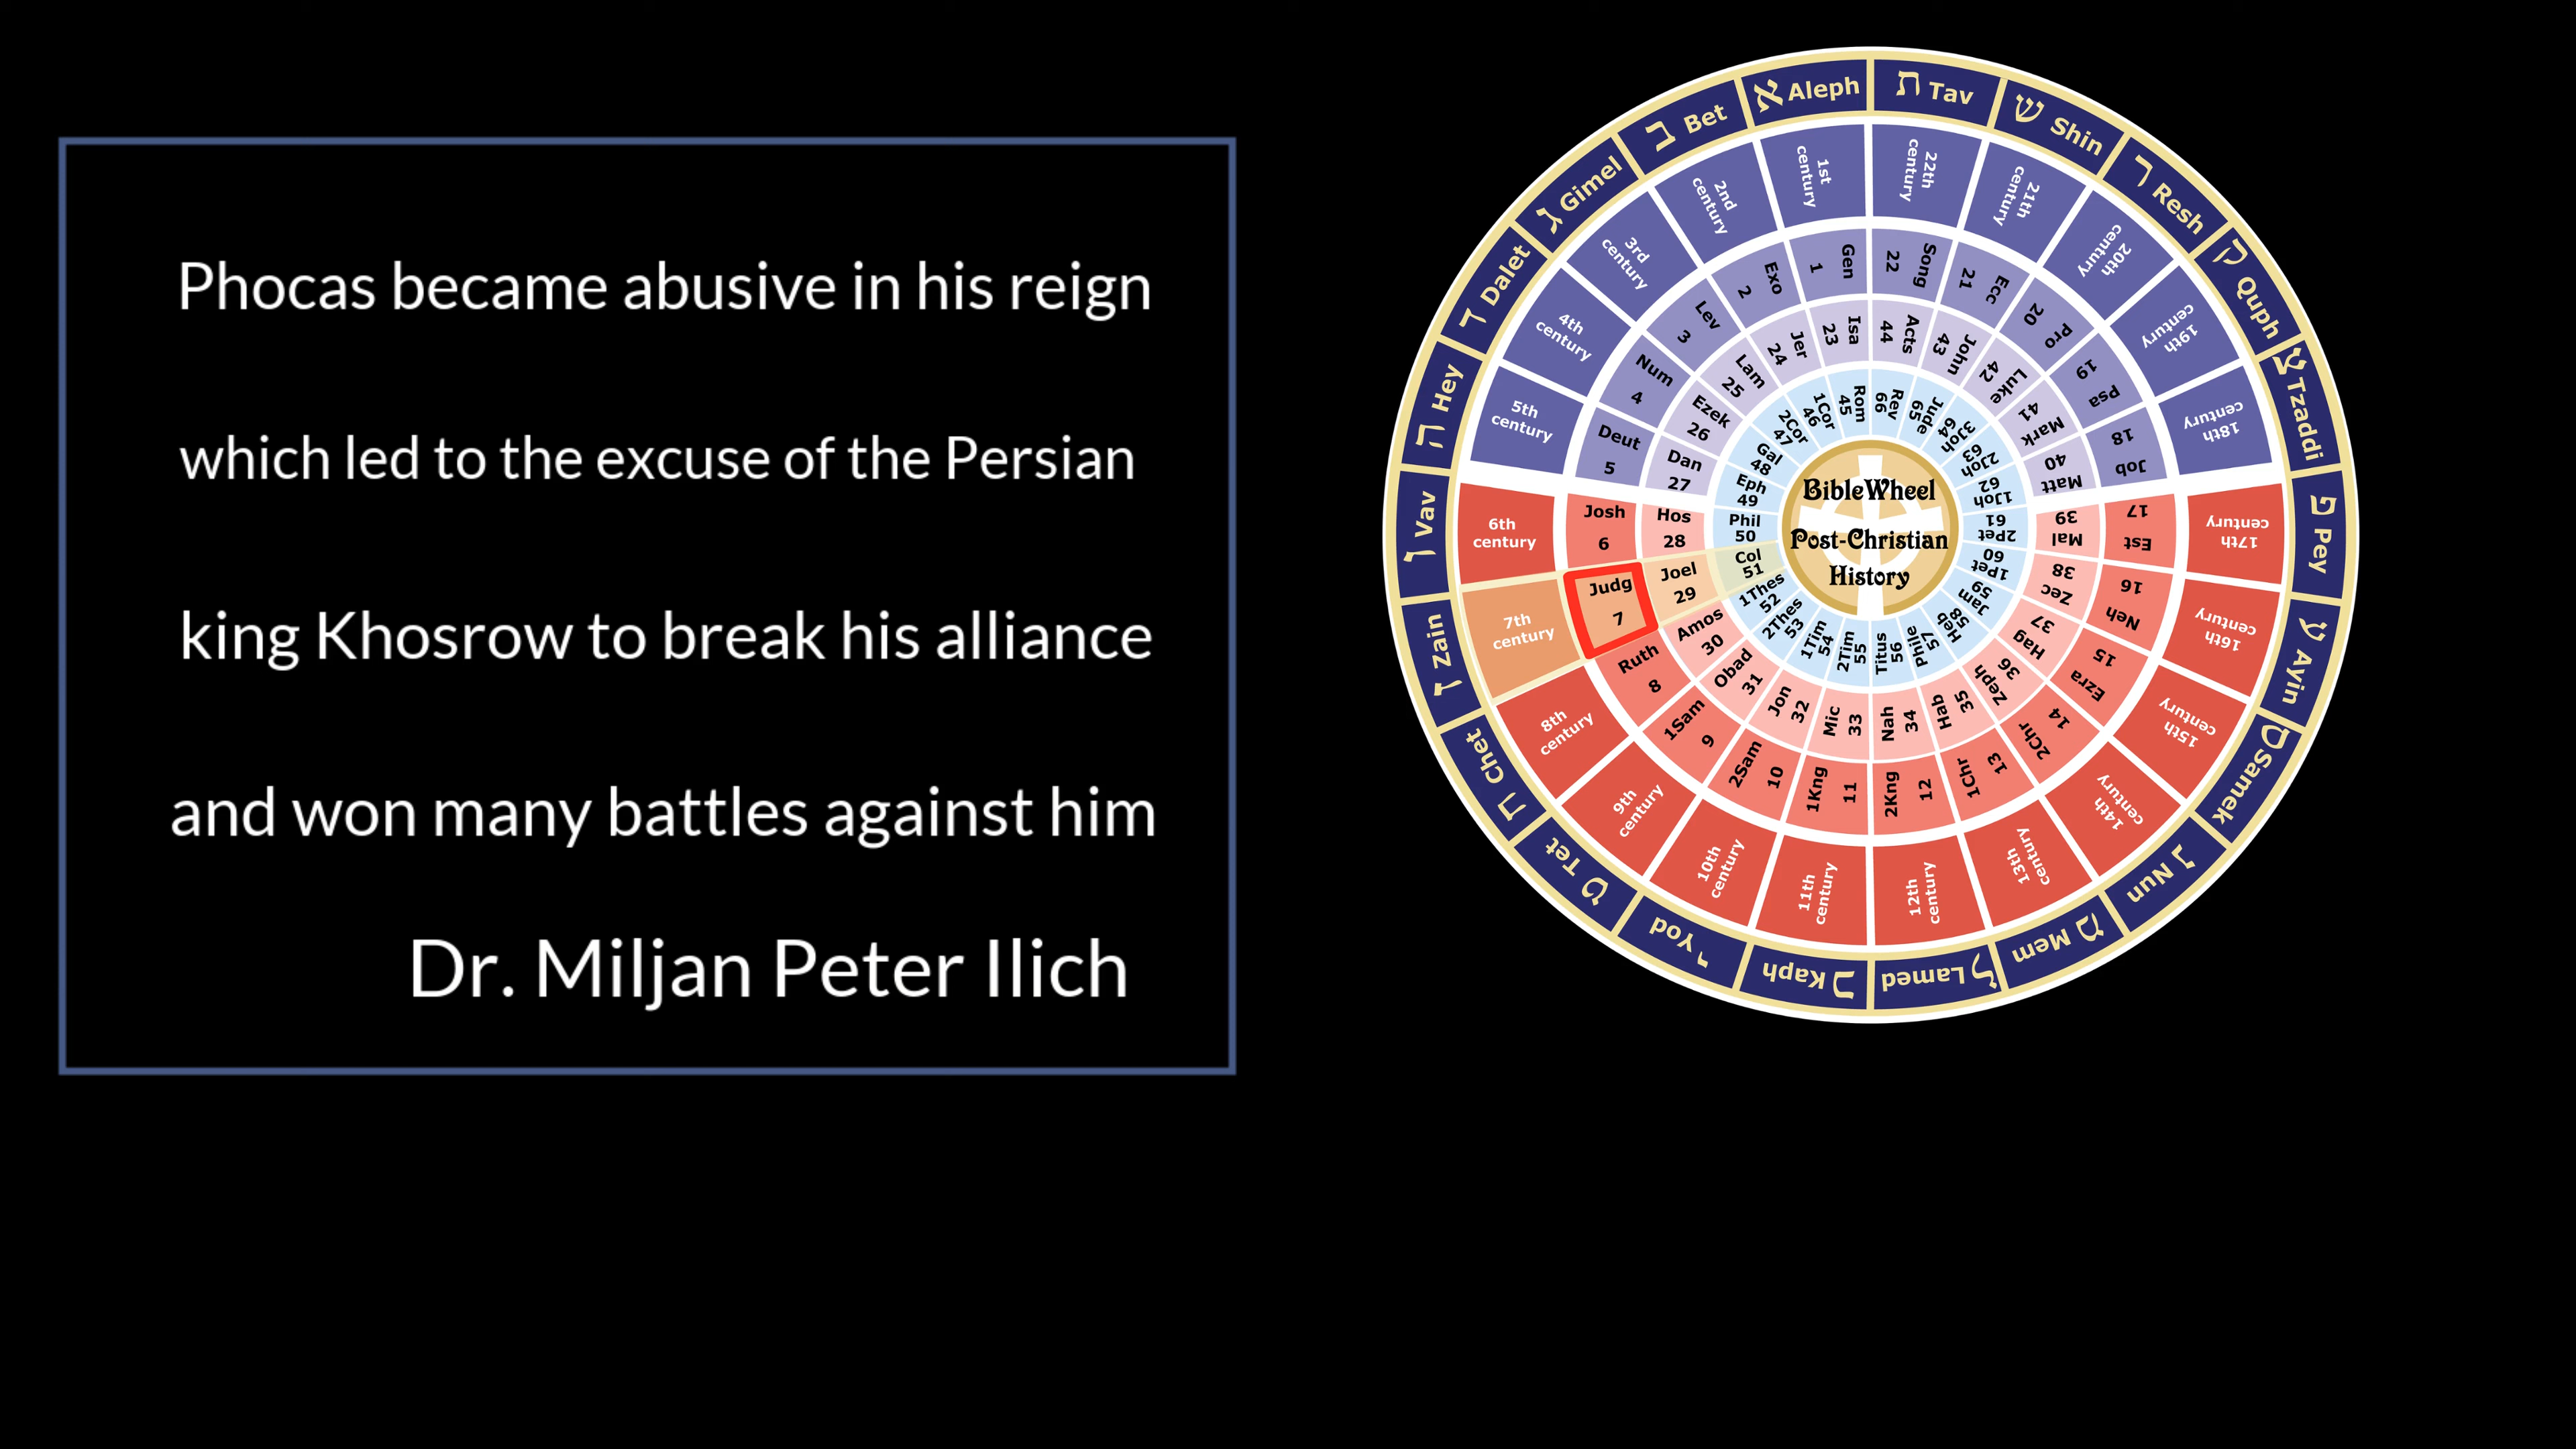 Phocas became abusive in his reign
which led to the excuse of the Persian
king Khosrow to break his alliance
and won many battles against him
Dr. Miljan Peter Ilich
א Aleph
ב Bet
ג Gimel
ד Dalet
ה Hey
ו Vav
ז Zain
ח Chet
ט Tet
י Yod
כ Kaph
ל Lamed
מ Mem
נ Nun
ס Samek
ע Ayin
פ Pey
צ Tzaddi
ק Quph
ר Resh
ש Shin
ת Tav
1st
century
2nd
century
3rd
century
4th
century
5th
century
6th
century
7th
century
8th
century
9th
century
10th
century
11th
century
12th
century
13th
century
14th
century
15th
century
16th
century
17th
century
18th
century
19th
century
20th
century
21th
century
22th
century
Gen
1
Exo
2
Lev
3
Num
4
Deut
5
Josh
6
Judg
7
Ruth
8
1Sam
9
2Sam
10
1Kng
11
2Kng
12
1Chr
13
2Chr
14
Ezra
15
Neh
16
Est
17
Job
18
Psa
19
Pro
20
Ecc
21
Song
22
Isa
23
Jer
24
Lam
25
Ezek
26
Dan
27
Hos
28
Joel
29
Amos
30
Obad
31
Jon
32
Mic
33
Nah
34
Hab
35
Zeph
36
Hag
37
Zec
38
Mal
39
Matt
40
Mark
41
Luke
42
John
43
Acts
44
Rom
45
1Cor
46
2Cor
47
Gal
48
Eph
49
Phil
50
Col
51
1Thes
52
2Thes
53
1Tim
54
2Tim
55
Titus
56
Phile
57
Heb
58
Jam
59
1Pet
60
2Pet
61
1Joh
62
2Joh
63
3Joh
64
Jude
65
Rev
66
BibleWheel
Post-Christian
History